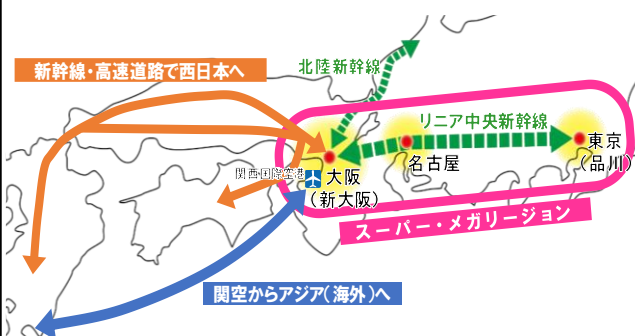 北陸新幹線
新幹線・高速道路で西日本へ
リニア中央新幹線
東京
（品川）
名古屋
関西国際空港
大阪
（新大阪）
スーパー・メガリージョン
関空からアジア（海外）へ